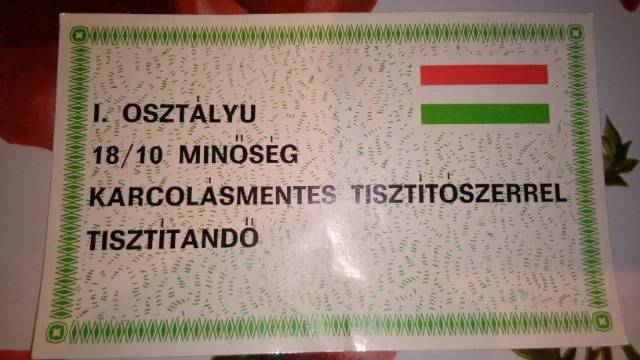 I. OSZTÁLYU
18/10 MINŐSÉG
KARCOLÁSMENTES TISZTÍTÓSZERREL
TISZTÍTANDÓ